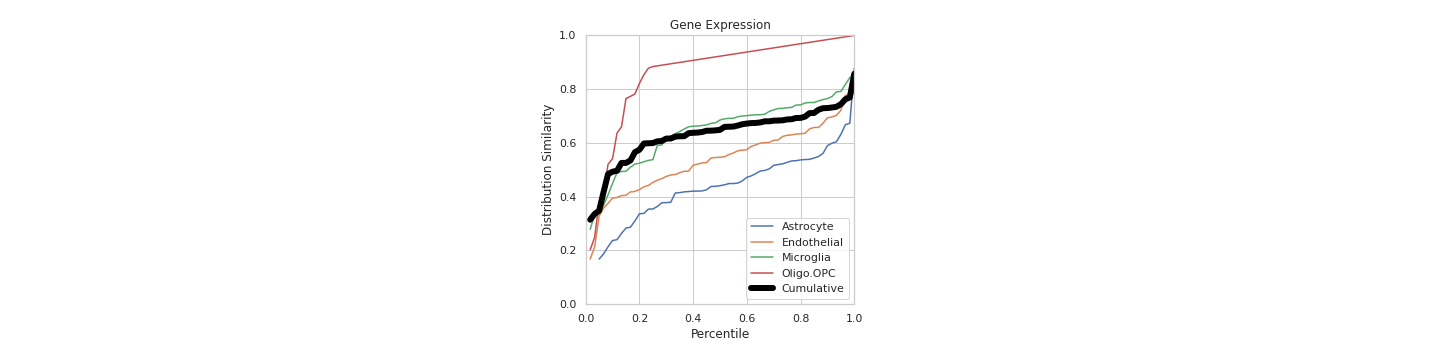 Gene Expression
1.0
0.8
0.6
0.4
0.2
0.0
Distribution Similarity
Astrocyte
Endothelial
Microglia
Oligo.OPC
Cumulative
0.0 0.2 0.4 0.6 0.8 1.0
Percentile